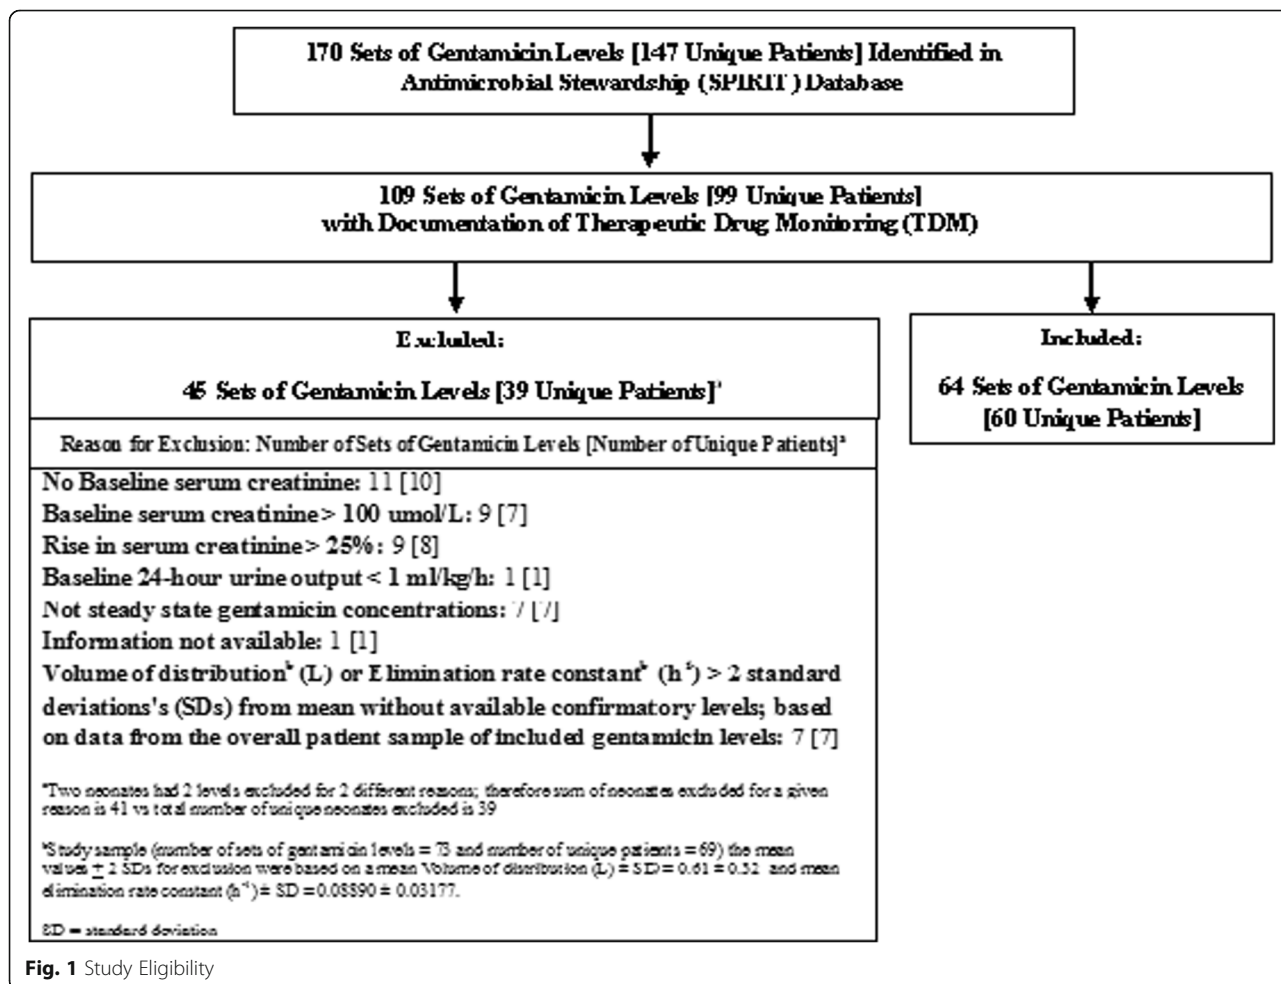 170 Sets of Gentamicin Levels [147 Unique Patients] Identified in
Antimicrobial Stewardship (SPIRIT) Database
109 Sets of Gentamicin Levels [99 Unique Patients]
with Documentation of Therapeutic Drug Monitoring (TDM)
Excluded:
45 Sets of Gentamicin Levels [39 Unique Patients]ᵃ
Included:
64 Sets of Gentamicin Levels
[60 Unique Patients]
Reason for Exclusion: Number of Sets of Gentamicin Levels [Number of Unique Patients]ᵃ
No Baseline serum creatinine: 11 [10]
Baseline serum creatinine > 100 umol/L: 9 [7]
Rise in serum creatinine > 25%: 9 [8]
Baseline 24-hour urine output < 1 ml/kg/h: 1 [1]
Not steady state gentamicin concentrations: 7 [7]
Information not available: 1 [1]
Volume of distributionᵇ (L) or Elimination rate constantᵇ (h⁻¹) > 2 standard
deviations's (SDs) from mean without available confirmatory levels; based
on data from the overall patient sample of included gentamicin levels: 7 [7]
ᵃTwo neonates had 2 levels excluded for 2 different reasons; therefore sum of neonates excluded for a given
reason is 41 vs total number of unique neonates excluded is 39
ᵇStudy sample (number of sets of gentamicin levels = 73 and number of unique patients = 69) the mean
values ± 2 SDs for exclusion were based on a mean Volume of distribution (L) ± SD = 0.61 ± 0.32 and mean
elimination rate constant (h⁻¹) ± SD = 0.08890 ± 0.03177.
SD = standard deviation
Fig. 1 Study Eligibility